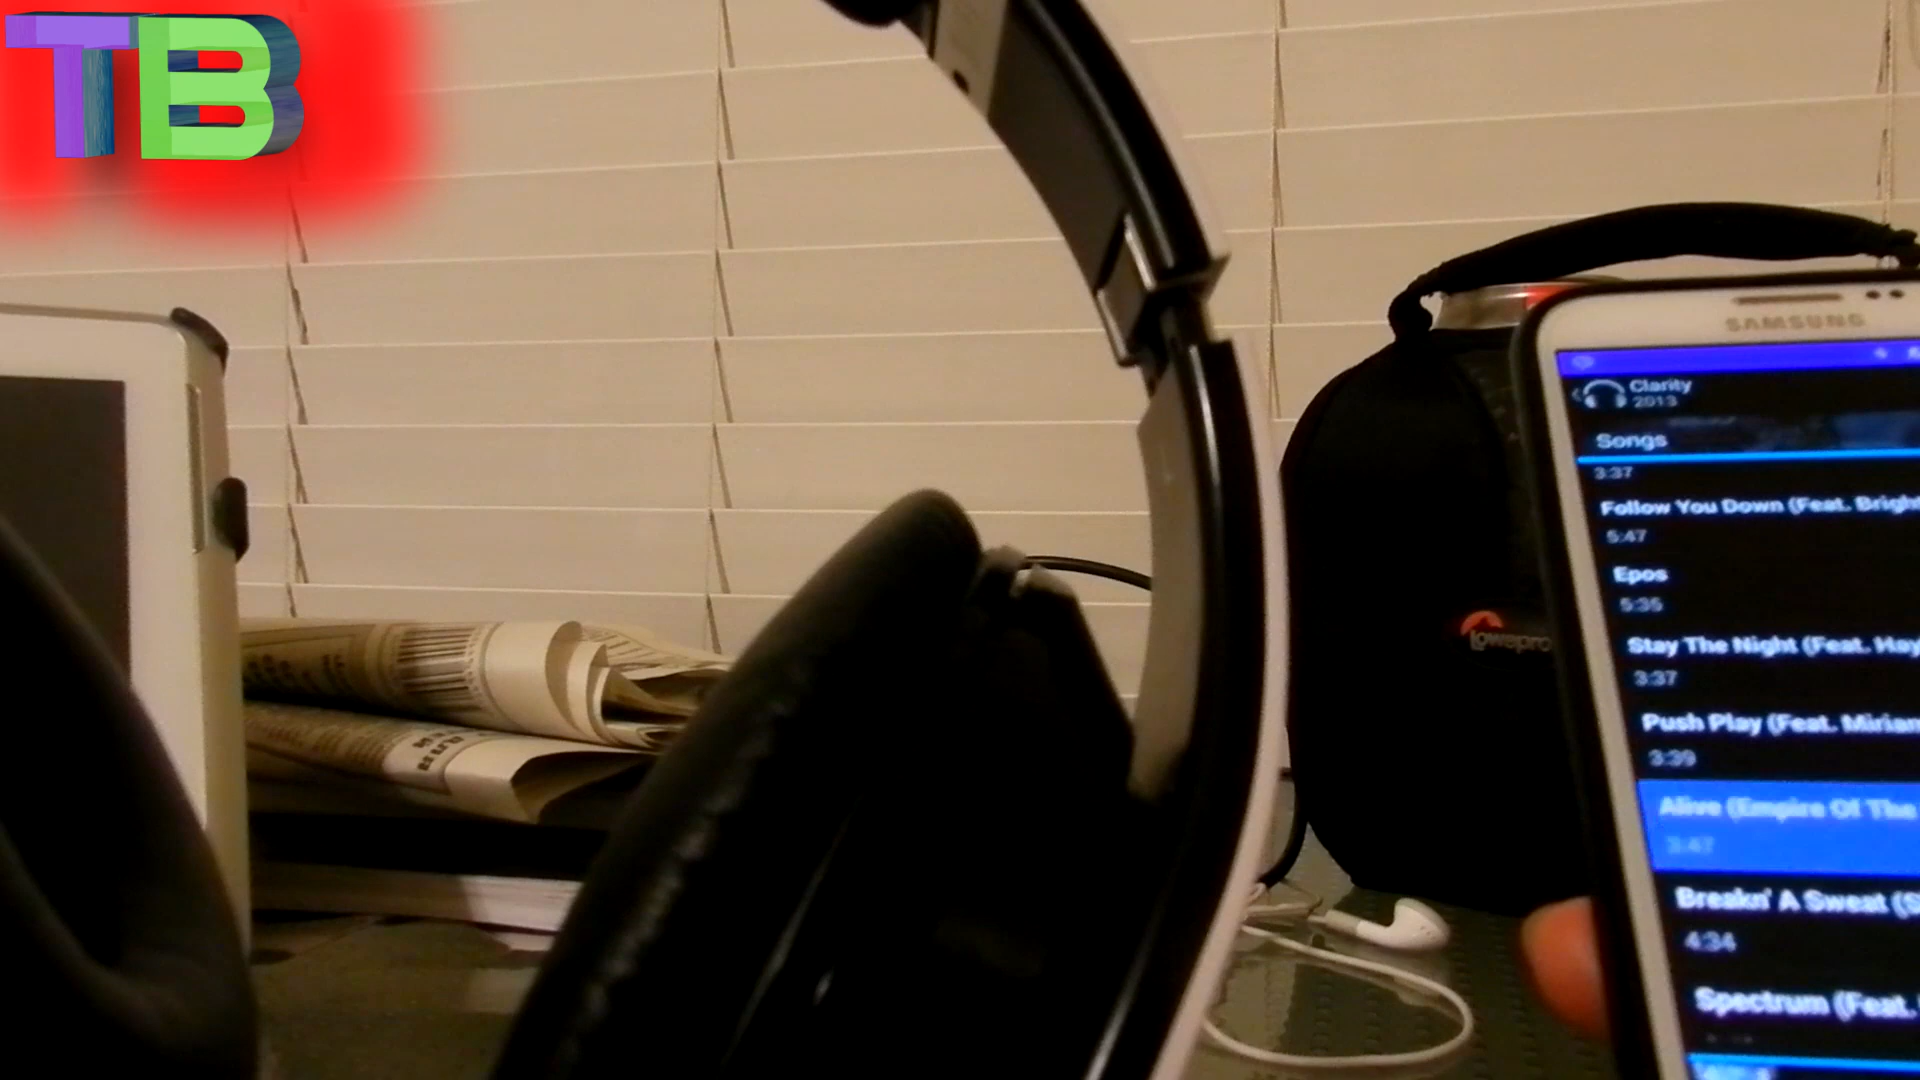 TB
SAMSUNG
Clarity
2013
Songs
3:37
Follow You Down (Feat. Bright
5:47
Epos
5:35
Stay The Night (Feat. Hay
3:37
Push Play (Feat. Miriam
3:39
Alive (Empire Of The
3:47
Breakn' A Sweat (S
4:34
Spectrum (Feat.
lowepro